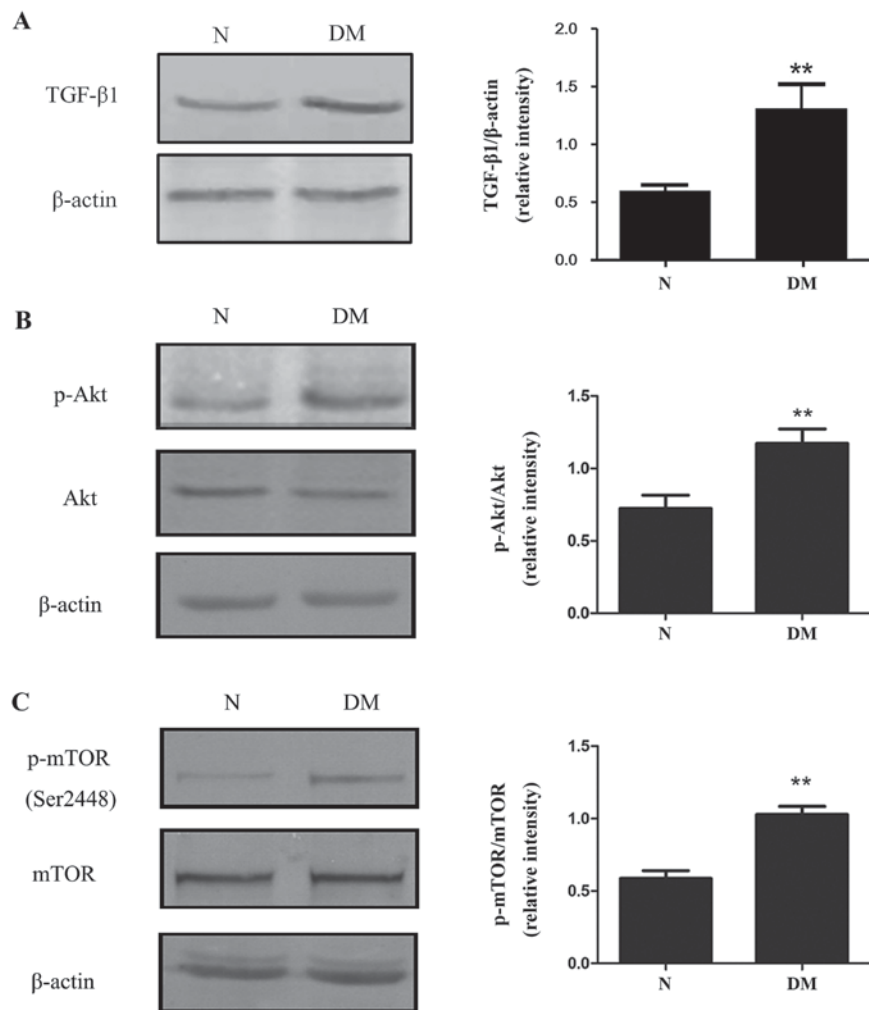 A
N DM
TGF-β1
β-actin
TGF-β1/β-actin
(relative intensity)
2.0
1.5
1.0
0.5
0.0
**
N DM
B
N DM
p-Akt
Akt
β-actin
p-Akt/Akt
(relative intensity)
1.5
1.0
0.5
0.0
**
N DM
C
N DM
p-mTOR
(Ser2448)
mTOR
β-actin
p-mTOR/mTOR
(relative intensity)
1.5
1.0
0.5
0.0
**
N DM